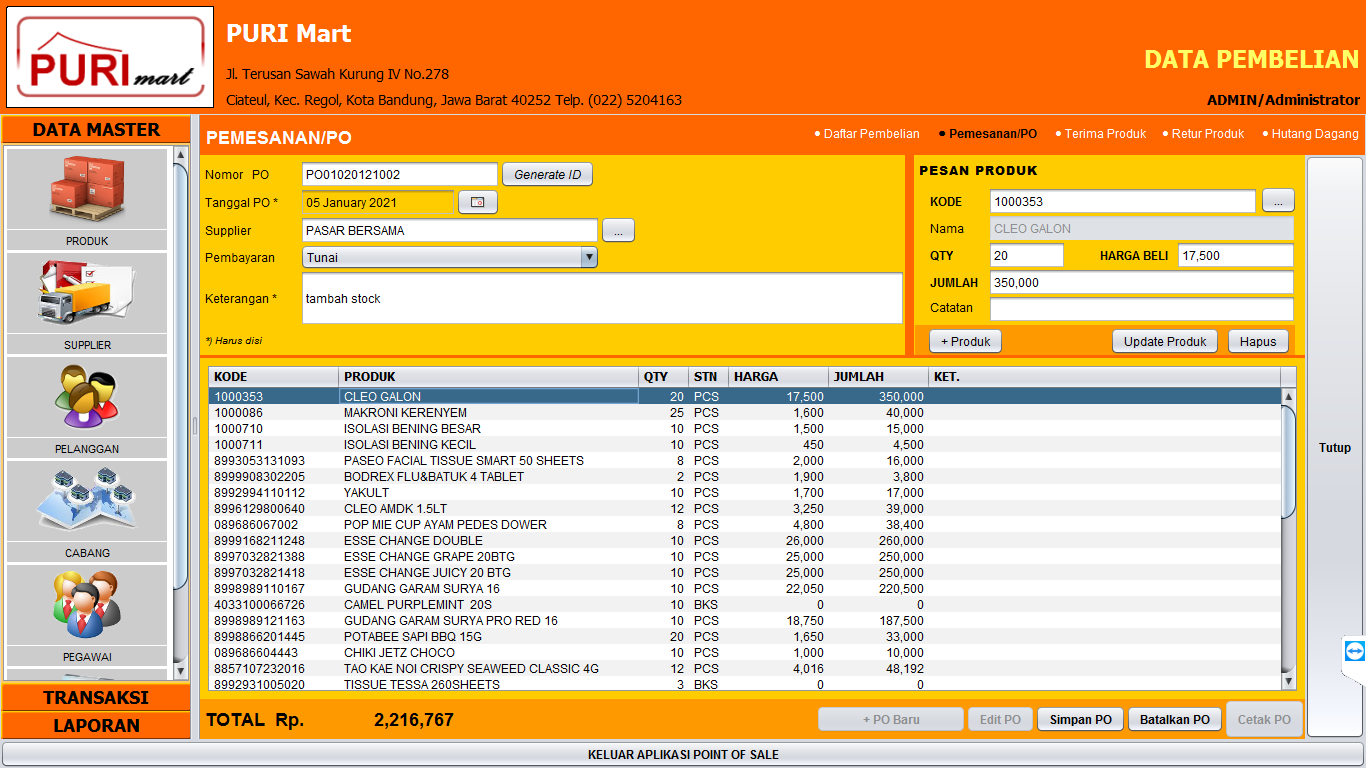 PURI mart
PURI Mart
Jl. Terusan Sawah Kurung IV No.278
Ciateul, Kec. Regol, Kota Bandung, Jawa Barat 40252 Telp. (022) 5204163
DATA PEMBELIAN
ADMIN/Administrator
DATA MASTER
PRODUK
SUPPLIER
PELANGGAN
CABANG
PEGAWAI
TRANSAKSI
LAPORAN
PEMESANAN/PO
• Daftar Pembelian • Pemesanan/PO • Terima Produk • Retur Produk • Hutang Dagang
Nomor PO PO01020121002 Generate ID
Tanggal PO * 05 January 2021
Supplier PASAR BERSAMA ...
Pembayaran Tunai
Keterangan * tambah stock
*) Harus disi
PESAN PRODUK
KODE 1000353 ...
Nama CLEO GALON
QTY 20 HARGA BELI 17,500
JUMLAH 350,000
Catatan
+ Produk Update Produk Hapus
KODE PRODUK QTY STN HARGA JUMLAH KET.
1000353 CLEO GALON 20 PCS 17,500 350,000
1000086 MAKRONI KERENYEM 25 PCS 1,600 40,000
1000710 ISOLASI BENING BESAR 10 PCS 1,500 15,000
1000711 ISOLASI BENING KECIL 10 PCS 450 4,500
8993053131093 PASEO FACIAL TISSUE SMART 50 SHEETS 8 PCS 2,000 16,000
8999908302205 BODREX FLU&BATUK 4 TABLET 2 PCS 1,900 3,800
8992994110112 YAKULT 10 PCS 1,700 17,000
8996129800640 CLEO AMDK 1.5LT 12 PCS 3,250 39,000
089686067002 POP MIE CUP AYAM PEDES DOWER 8 PCS 4,800 38,400
8999168211248 ESSE CHANGE DOUBLE 10 PCS 26,000 260,000
8997032821388 ESSE CHANGE GRAPE 20BTG 10 PCS 25,000 250,000
8997032821418 ESSE CHANGE JUICY 20 BTG 10 PCS 25,000 250,000
8998989110167 GUDANG GARAM SURYA 16 10 PCS 22,050 220,500
4033100066726 CAMEL PURPLEMINT 20S 10 BKS 0 0
8998989121163 GUDANG GARAM SURYA PRO RED 16 10 PCS 18,750 187,500
8998866201445 POTABEE SAPI BBQ 15G 20 PCS 1,650 33,000
089686604443 CHIKI JETZ CHOCO 10 PCS 1,000 10,000
8857107232016 TAO KAE NOI CRISPY SEAWEED CLASSIC 4G 12 PCS 4,016 48,192
8992931005020 TISSUE TESSA 260SHEETS 3 BKS 0 0
Tutup
TOTAL Rp. 2,216,767
+ PO Baru Edit PO Simpan PO Batalkan PO Cetak PO
KELUAR APLIKASI POINT OF SALE